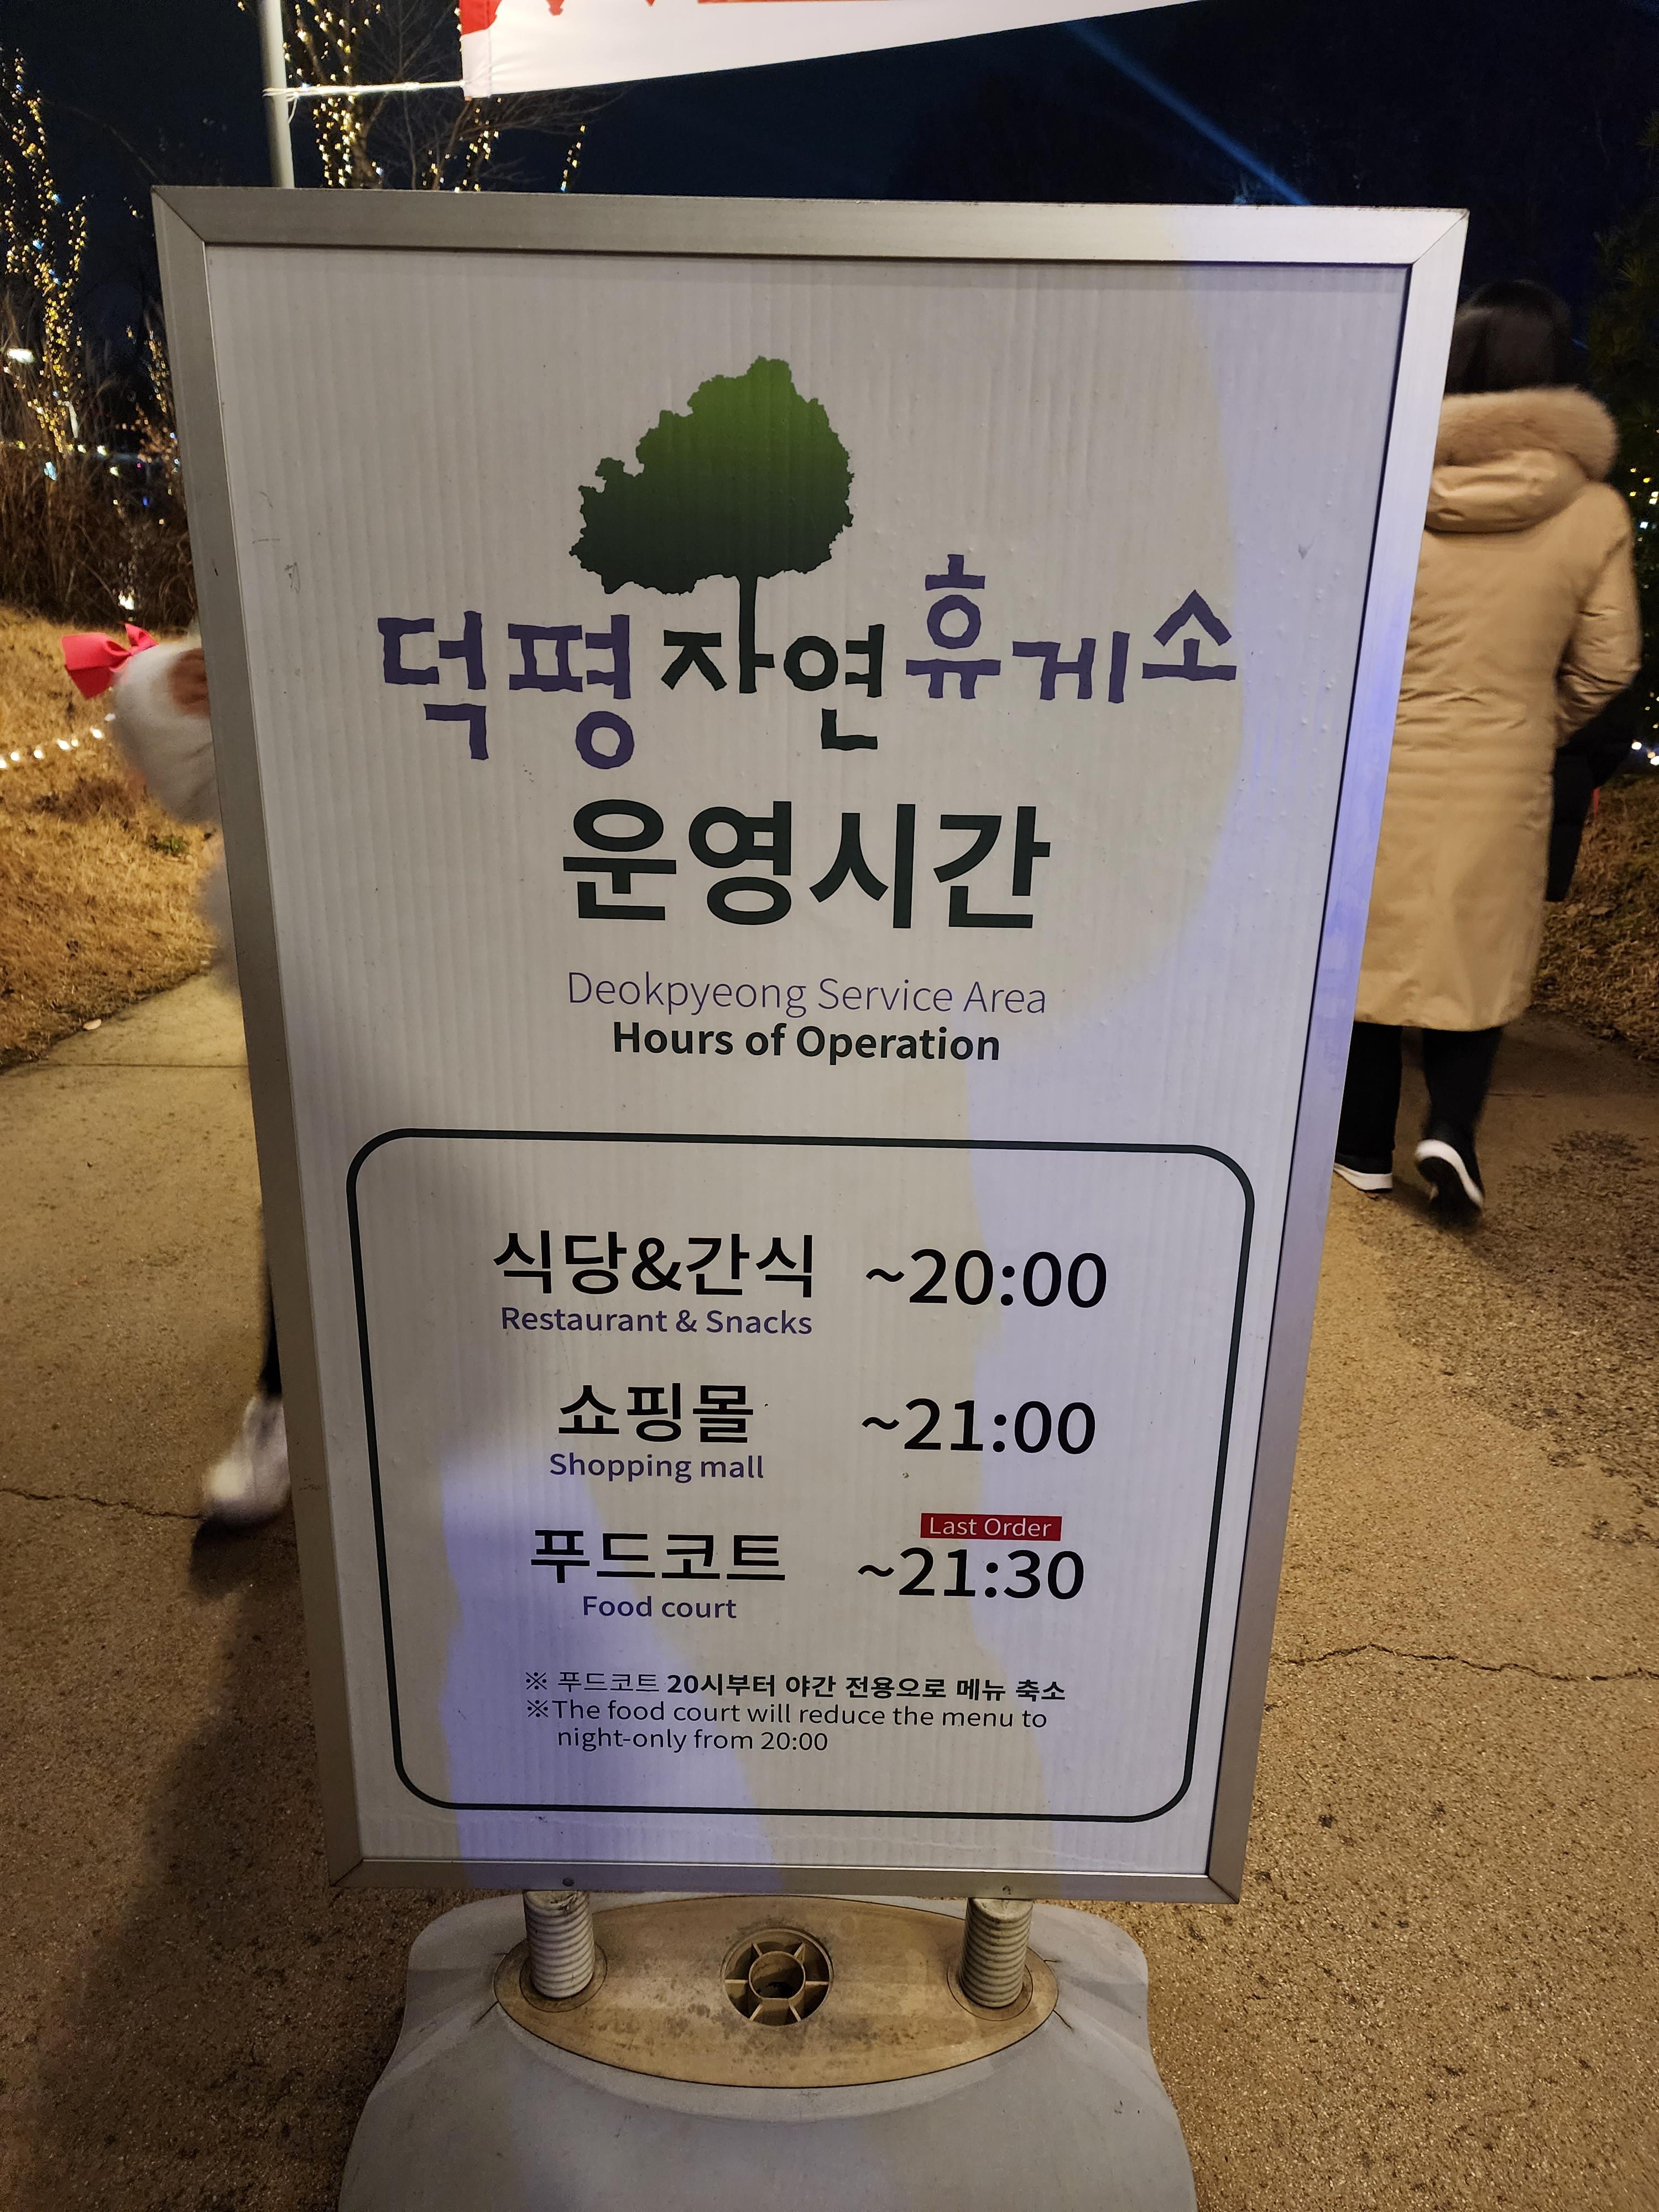 덕평자연휴게소
운영시간
Deokpyeong Service Area
Hours of Operation
식당&간식 ~20:00
Restaurant & Snacks
쇼핑몰 ~21:00
Shopping mall
Last Order
푸드코트 ~21:30
Food court
※ 푸드코트 20시부터 야간 전용으로 메뉴 축소
※The food court will reduce the menu to
night-only from 20:00